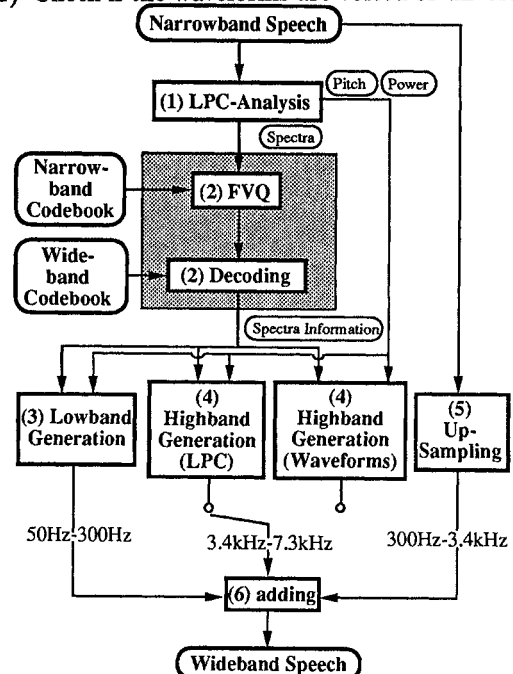 Narrowband Speech
Pitch
Power
(1) LPC-Analysis
Spectra
Narrow-
band
Codebook
(2) FVQ
Wide-
band
Codebook
(2) Decoding
Spectra Information
(3) Lowband
Generation
(4)
Highband
Generation
(LPC)
(4)
Highband
Generation
(Waveforms)
(5)
Up-
Sampling
50Hz-300Hz
3.4kHz-7.3kHz
300Hz-3.4kHz
(6) adding
Wideband Speech